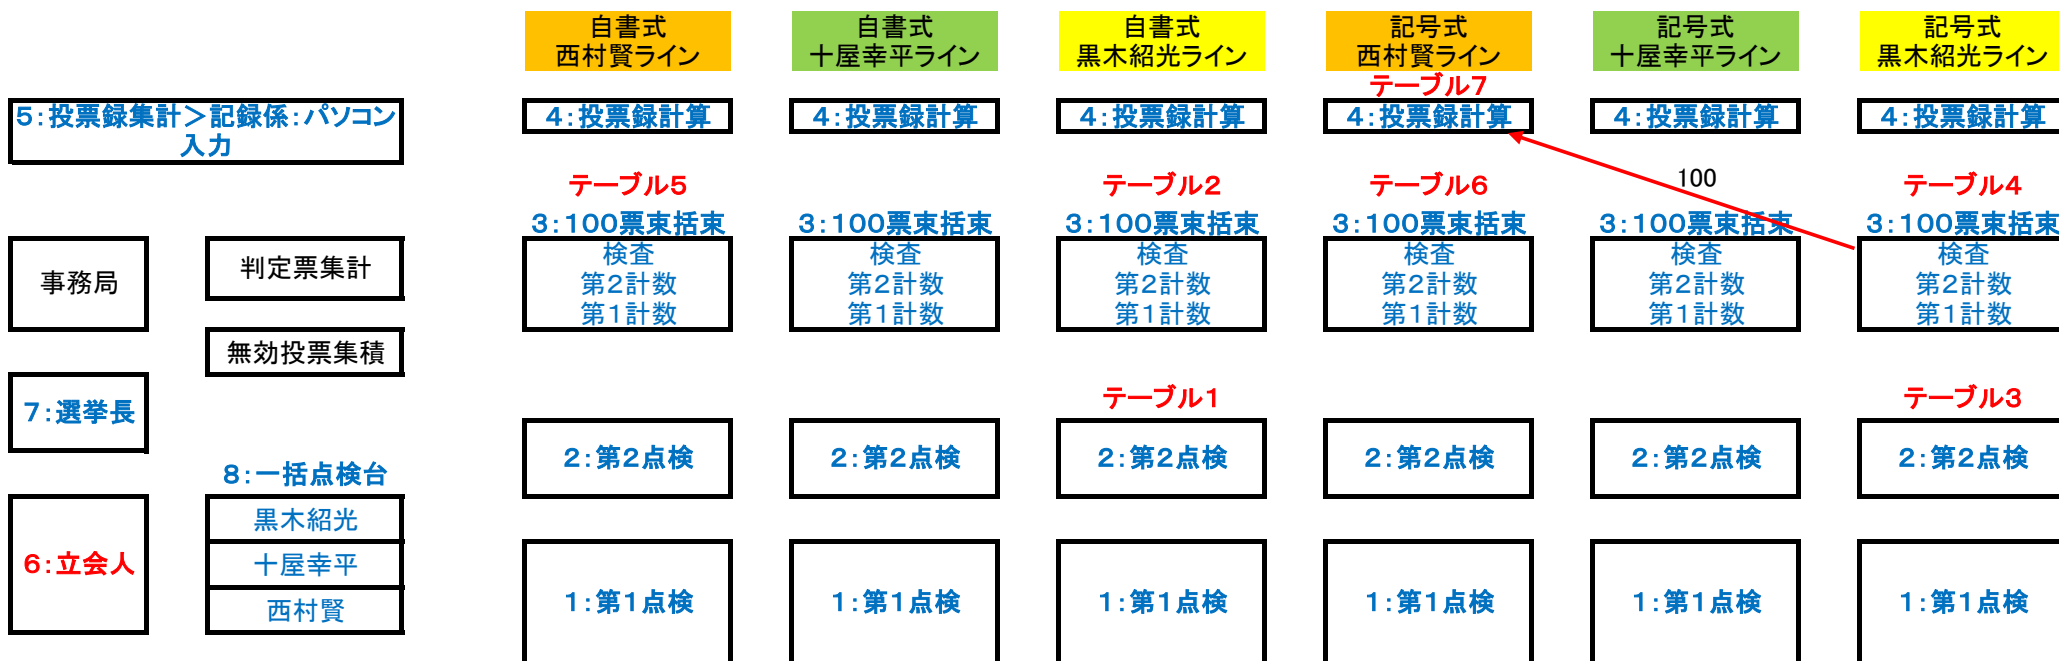 自書式
西村賢ライン
自書式
十屋幸平ライン
自書式
黒木紹光ライン
記号式
西村賢ライン
記号式
十屋幸平ライン
記号式
黒木紹光ライン
テーブル7
5:投票録集計＞記録係:パソコン
入力
4:投票録計算
4:投票録計算
4:投票録計算
4:投票録計算
4:投票録計算
4:投票録計算
テーブル5
テーブル2
テーブル6
100
テーブル4
3:100票束括束
3:100票束括束
3:100票束括束
3:100票束括束
3:100票束括束
3:100票束括束
事務局
判定票集計
検査
第2計数
第1計数
検査
第2計数
第1計数
検査
第2計数
第1計数
検査
第2計数
第1計数
検査
第2計数
第1計数
検査
第2計数
第1計数
無効投票集積
7:選挙長
テーブル1
テーブル3
2:第2点検
2:第2点検
2:第2点検
2:第2点検
2:第2点検
2:第2点検
8:一括点検台
黒木紹光
十屋幸平
西村賢
6:立会人
1:第1点検
1:第1点検
1:第1点検
1:第1点検
1:第1点検
1:第1点検